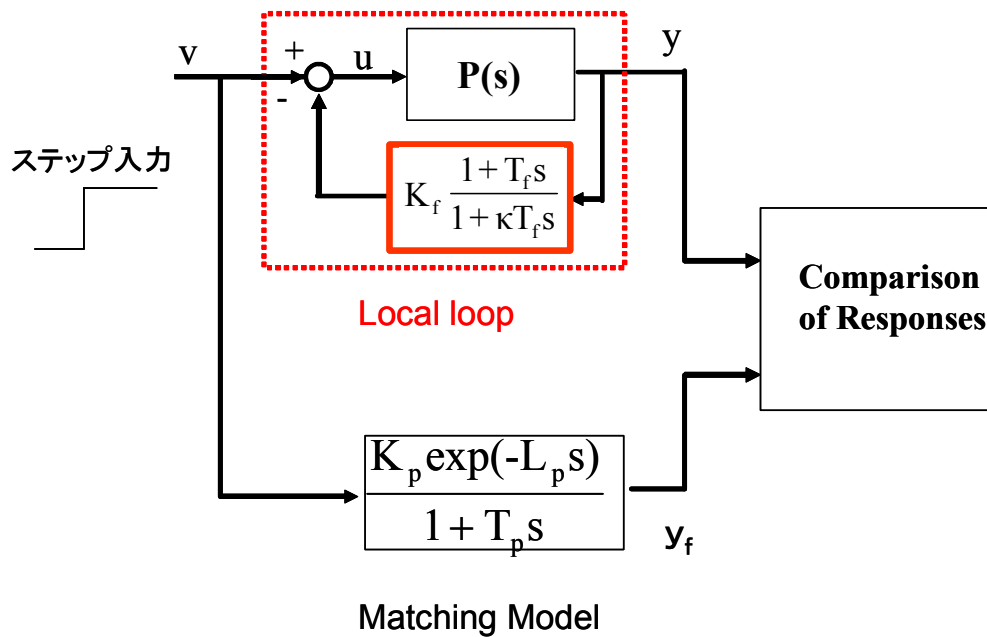 v
+
-
u
P(s)
y
ステップ入力
K_f (1 + T_f s) / (1 + κT_f s)
Local loop
Comparison
of Responses
K_p exp(-L_p s)
1 + T_p s
y_f
Matching Model